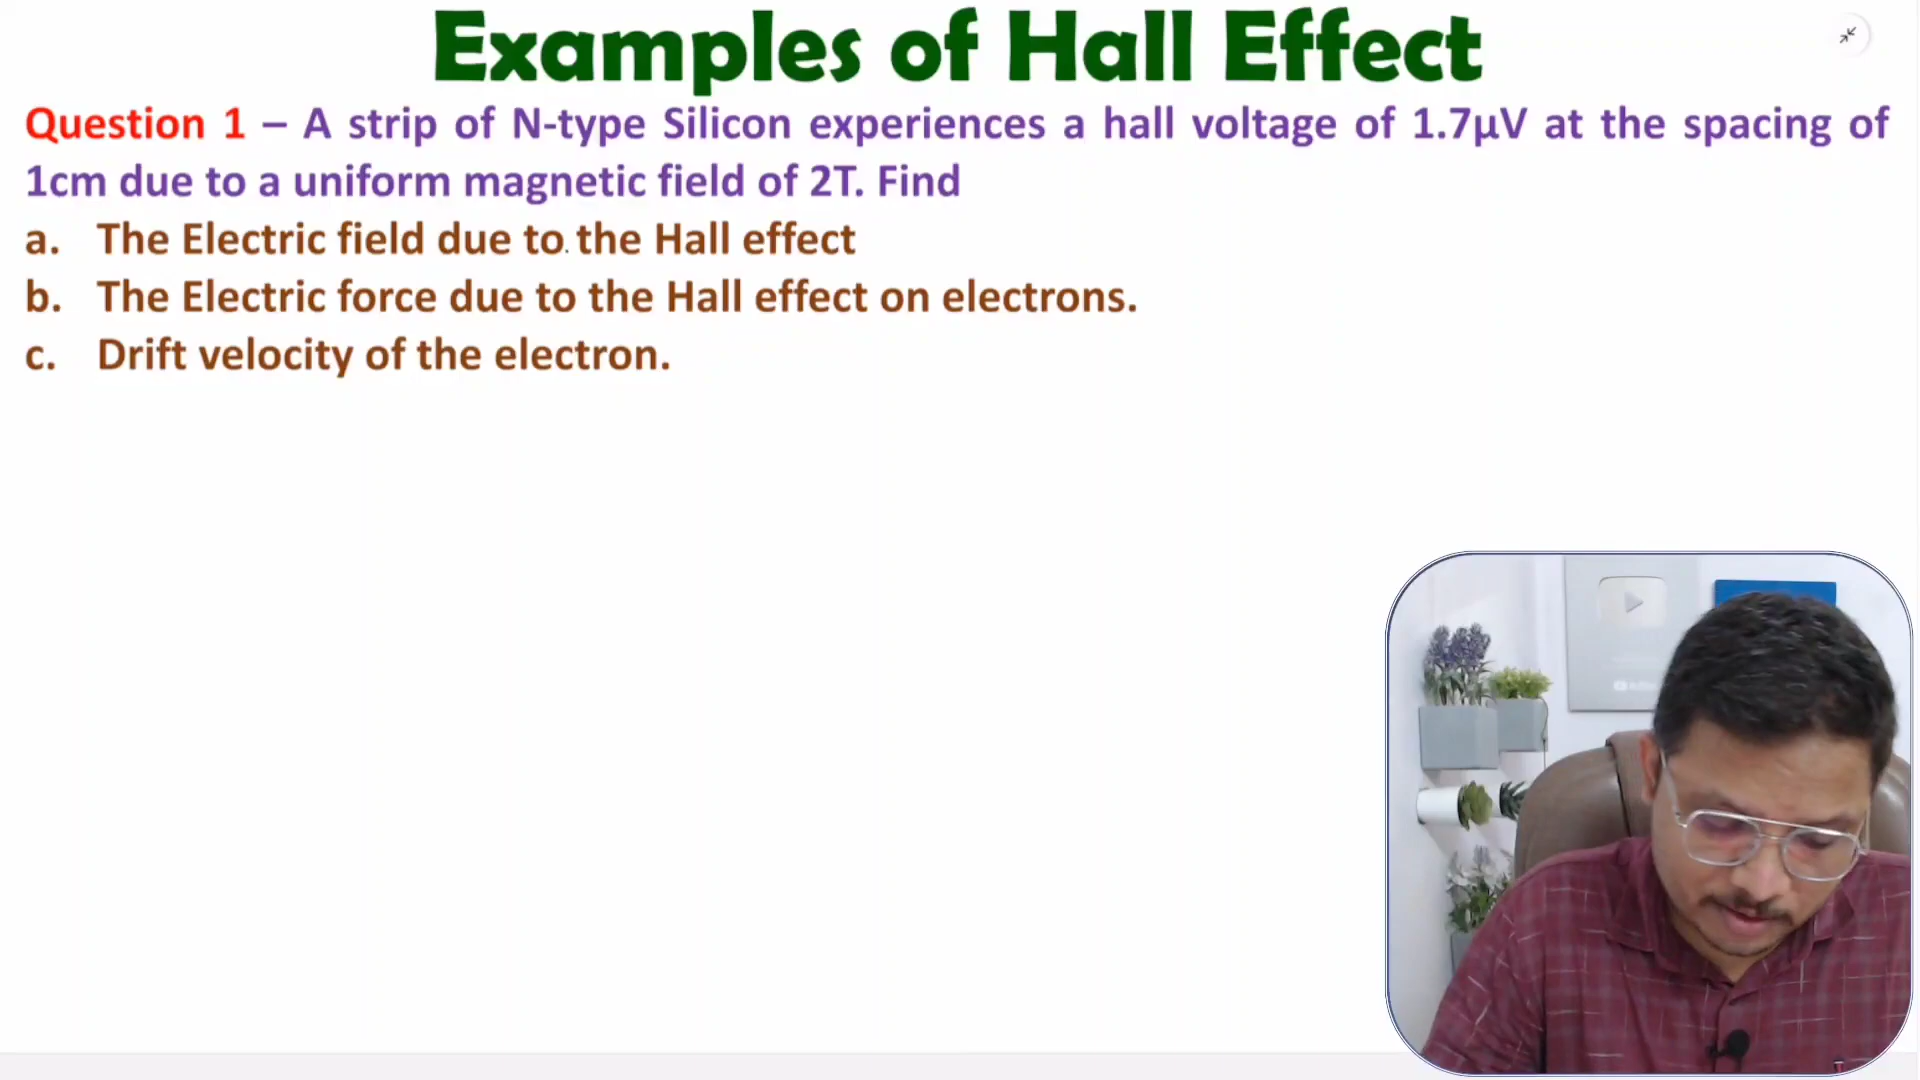 Examples of Hall Effect
Question 1 – A strip of N-type Silicon experiences a hall voltage of 1.7µV at the spacing of
1cm due to a uniform magnetic field of 2T. Find
a. The Electric field due to the Hall effect
b. The Electric force due to the Hall effect on electrons.
c. Drift velocity of the electron.